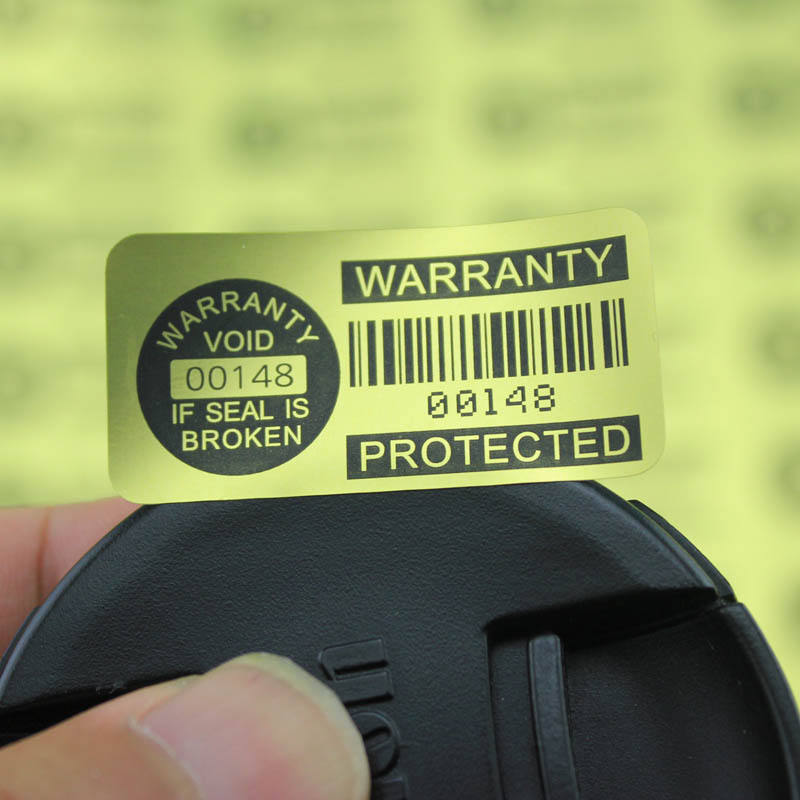 WARRANTY
VOID
00148
IF SEAL IS
BROKEN
WARRANTY
00148
PROTECTED